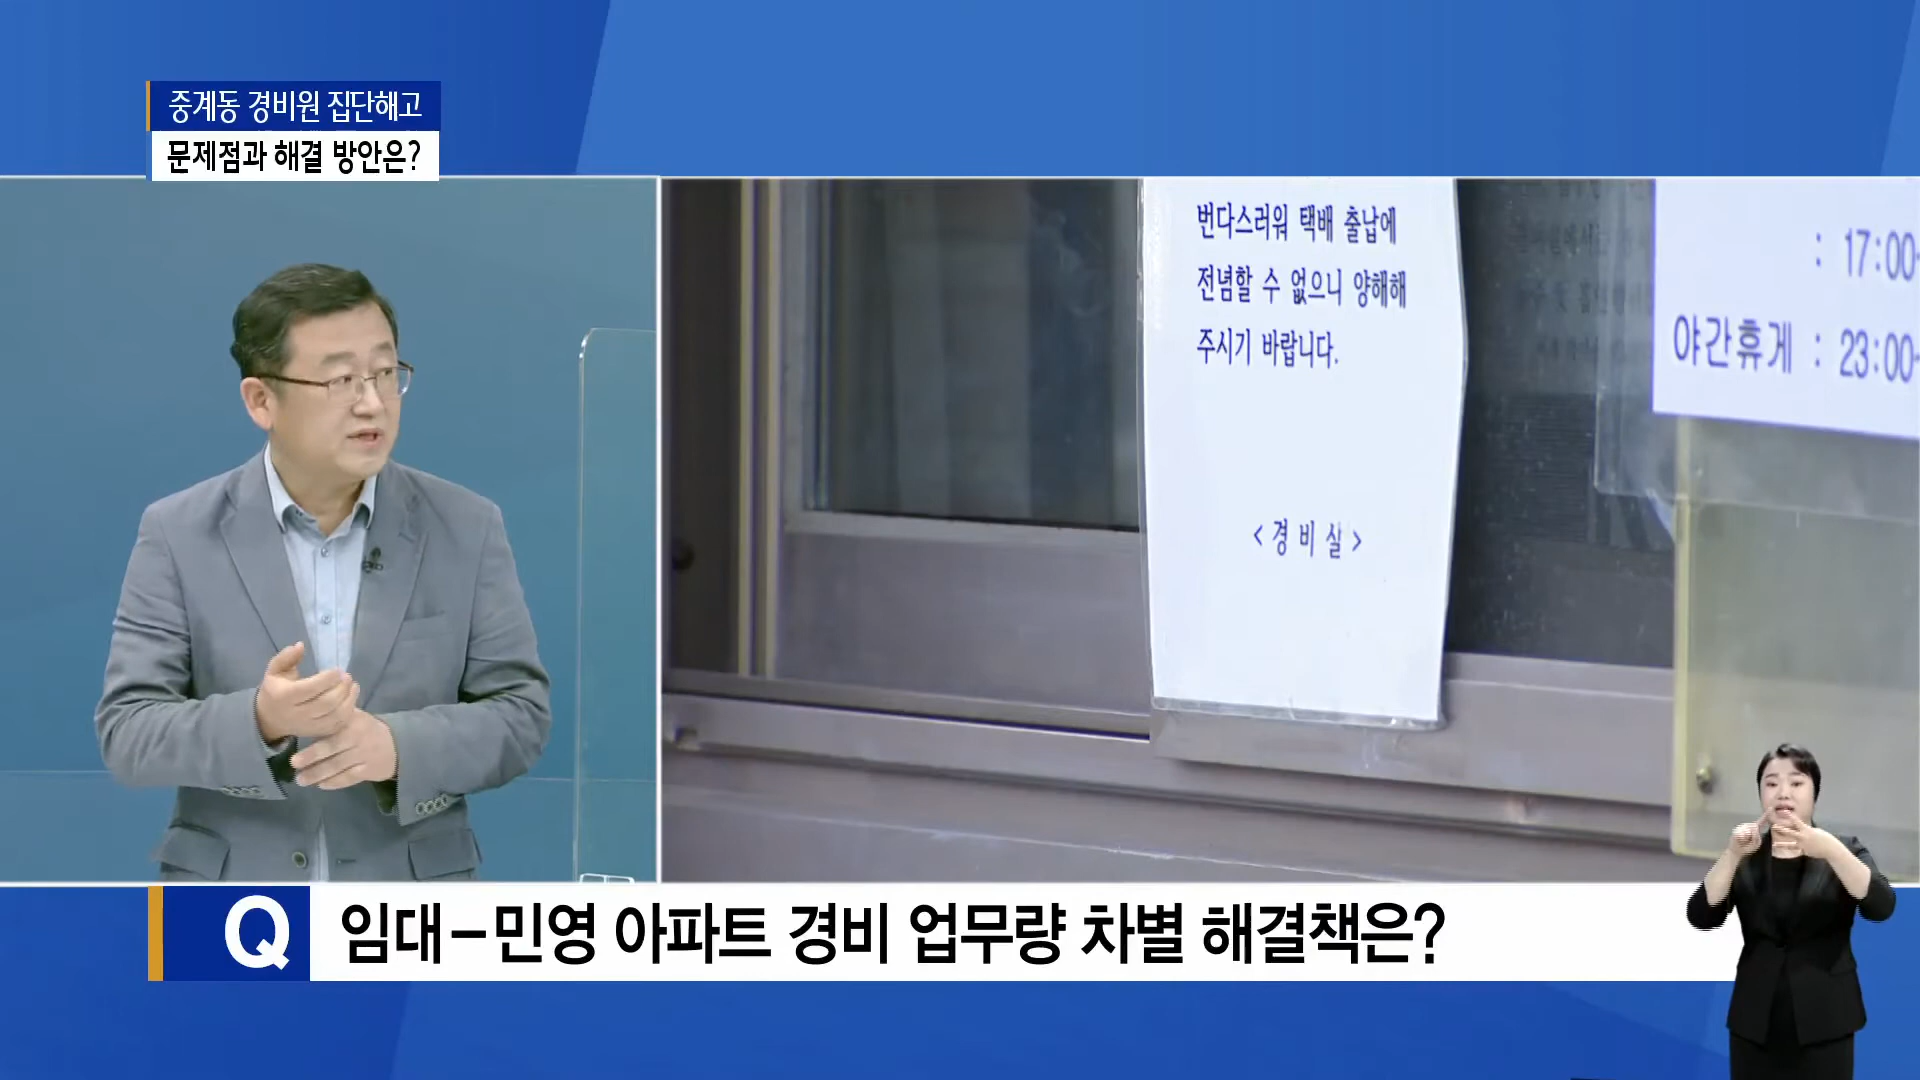 중계동 경비원 집단해고
문제점과 해결 방안은?
번다스러워 택배 출납에
전념할 수 없으니 양해해
주시기 바랍니다.
<경비살>
: 17:00-
야간휴게 : 23:00-
Q 임대-민영 아파트 경비 업무량 차별 해결책은?